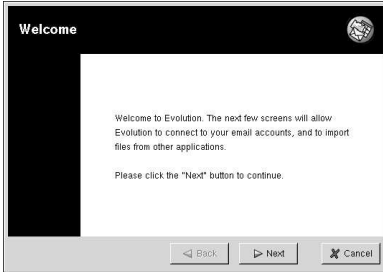 Welcome
Welcome to Evolution. The next few screens will allow
Evolution to connect to your email accounts, and to import
files from other applications.
Please click the "Next" button to continue.
Back
Next
Cancel